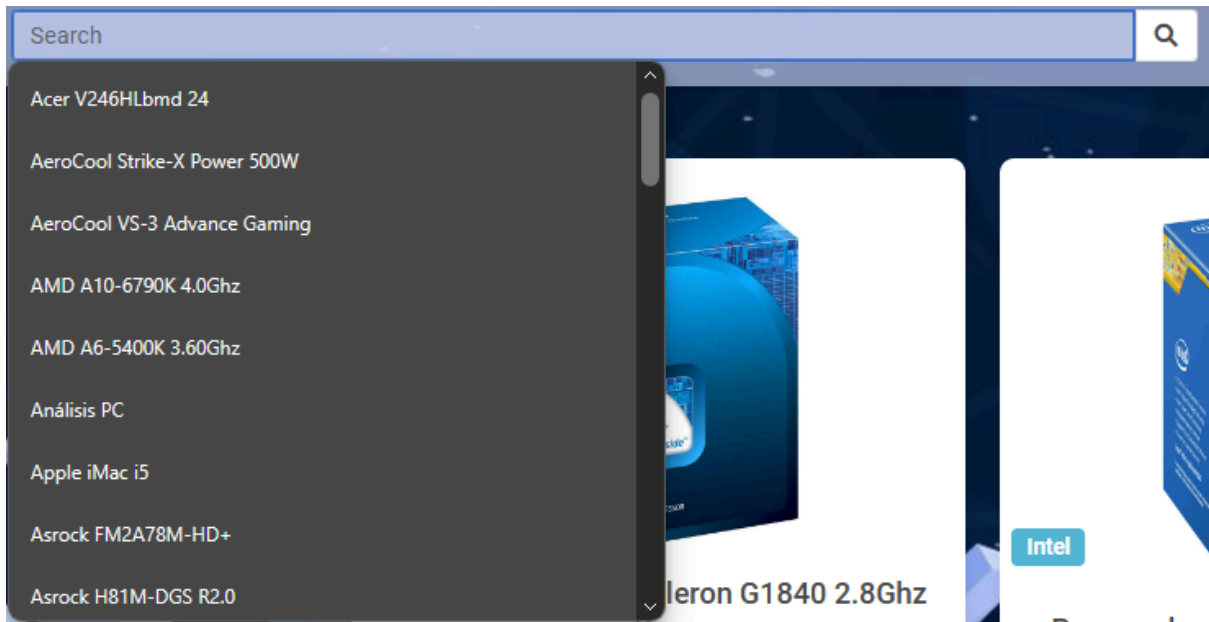 Search
Acer V246HLbmd 24
AeroCool Strike-X Power 500W
AeroCool VS-3 Advance Gaming
AMD A10-6790K 4.0Ghz
AMD A6-5400K 3.60Ghz
Análisis PC
Apple iMac i5
Asrock FM2A78M-HD+
Asrock H81M-DGS R2.0
Intel
leron G1840 2.8Ghz